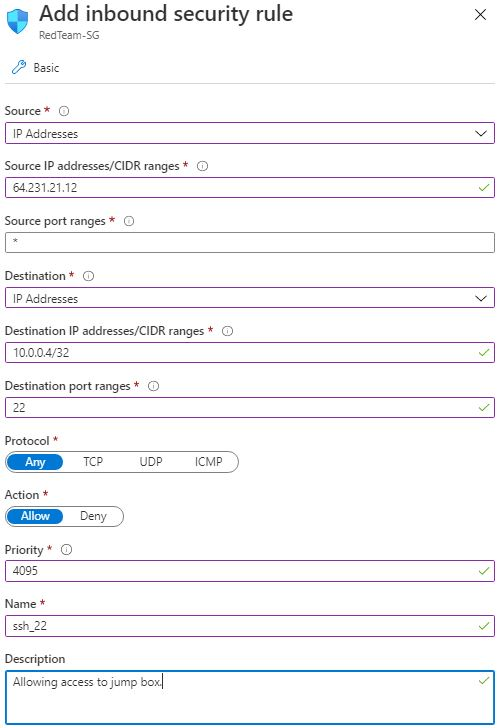 Add inbound security rule
RedTeam-SG
Basic
Source *
IP Addresses
Source IP addresses/CIDR ranges *
64.231.21.12
Source port ranges *
*
Destination *
IP Addresses
Destination IP addresses/CIDR ranges *
10.0.0.4/32
Destination port ranges *
22
Protocol *
Any TCP UDP ICMP
Action *
Allow Deny
Priority *
4095
Name *
ssh_22
Description
Allowing access to jump box.